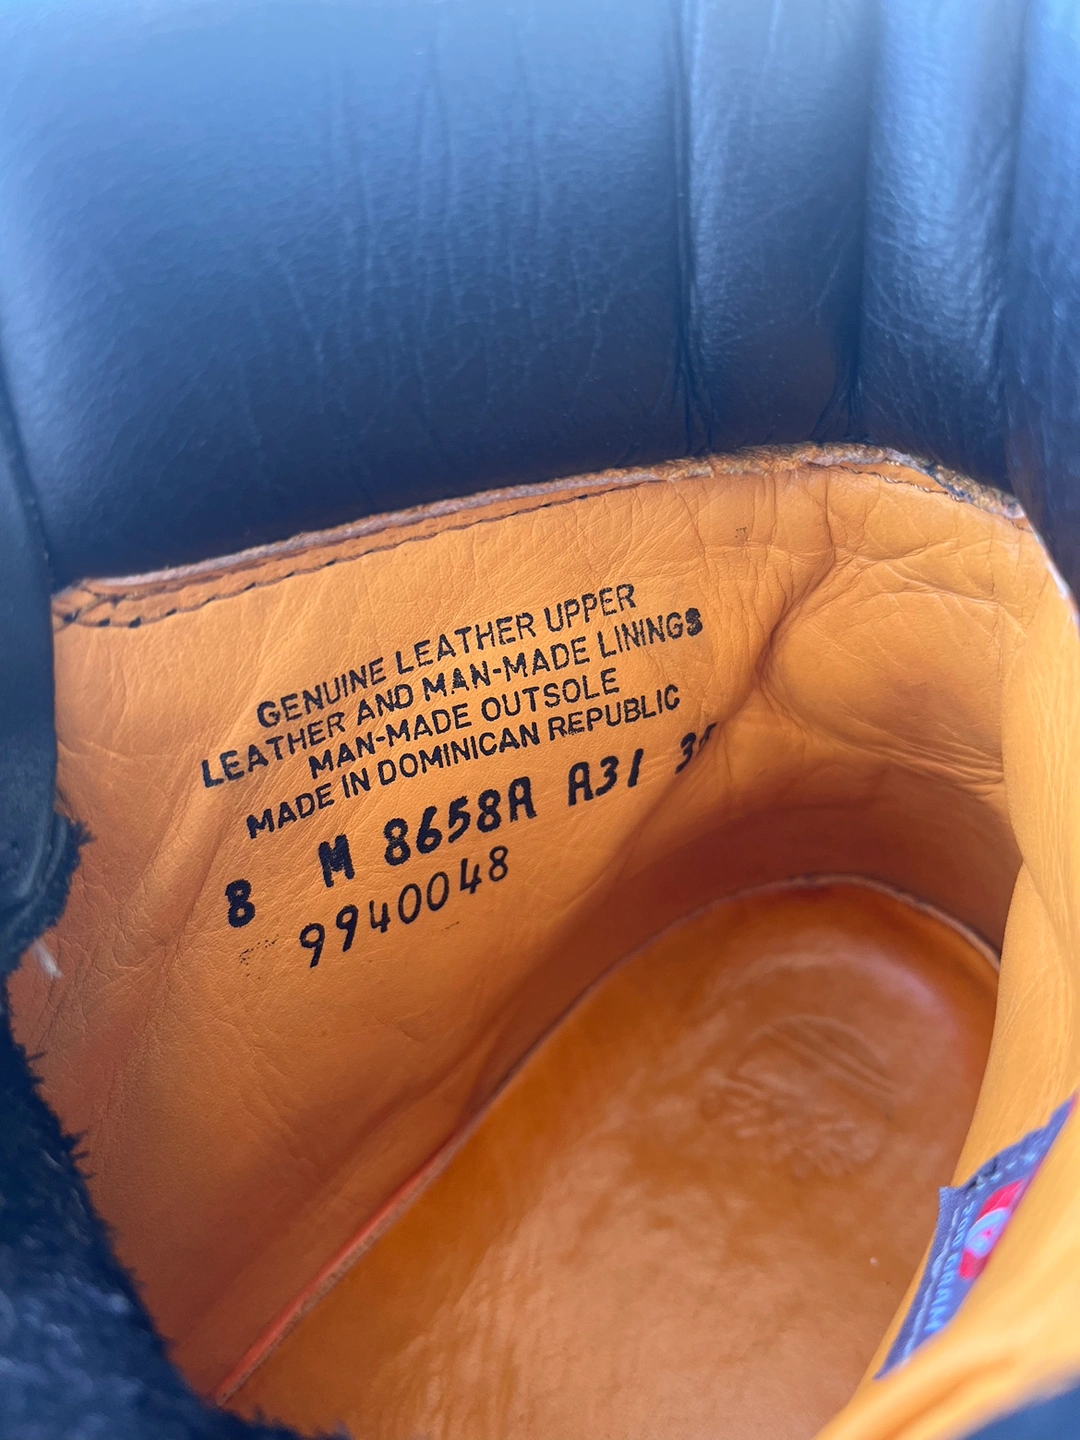 GENUINE LEATHER UPPER
LEATHER AND MAN-MADE LININGS
MAN-MADE OUTSOLE
MADE IN DOMINICAN REPUBLIC
8 M 8658A A31
9940048